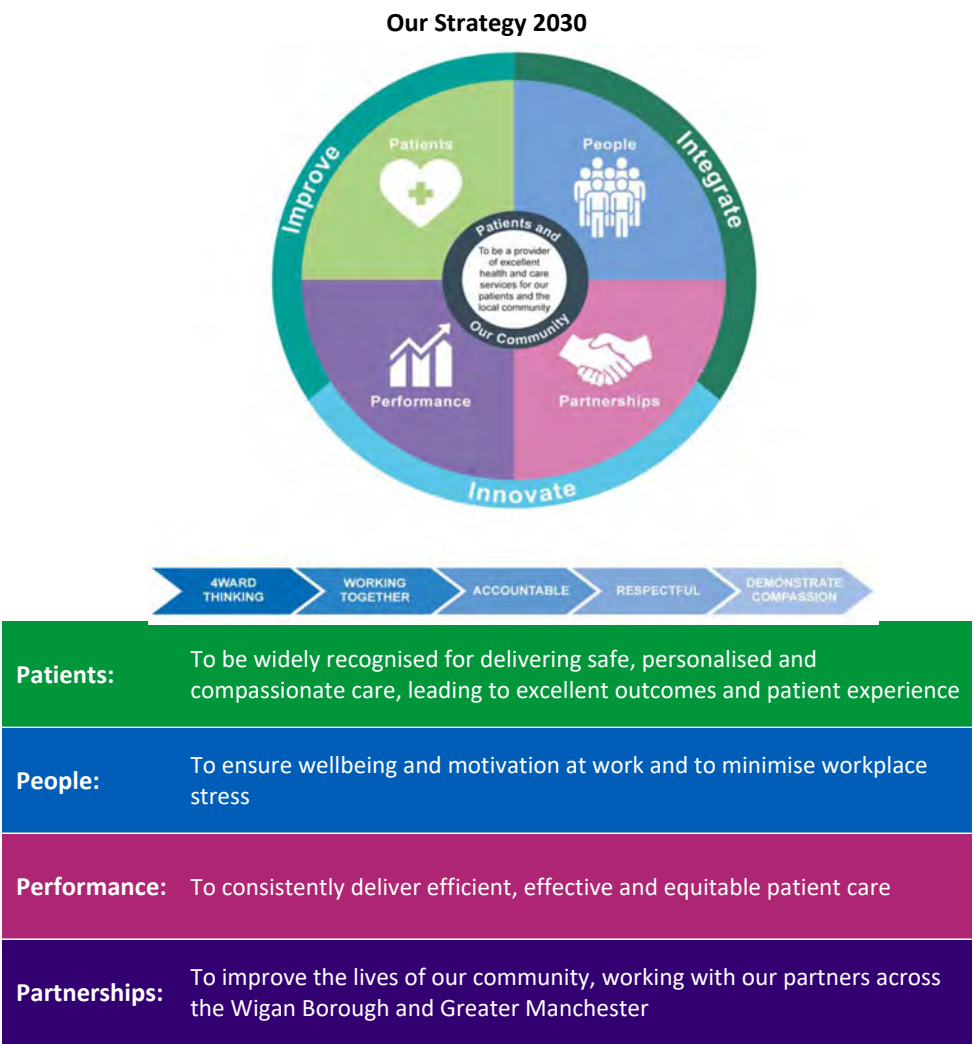 Our Strategy 2030
Improve
Integrate
Patients
People
Patients and
To be a provider
of excellent
health and care
services for our
patients and the
local community
Our Community
Performance
Partnerships
Innovate
4WARD
THINKING
WORKING
TOGETHER
ACCOUNTABLE
RESPECTFUL
DEMONSTRATE
COMPASSION
Patients:
To be widely recognised for delivering safe, personalised and
compassionate care, leading to excellent outcomes and patient experience
People:
To ensure wellbeing and motivation at work and to minimise workplace
stress
Performance:
To consistently deliver efficient, effective and equitable patient care
Partnerships:
To improve the lives of our community, working with our partners across
the Wigan Borough and Greater Manchester